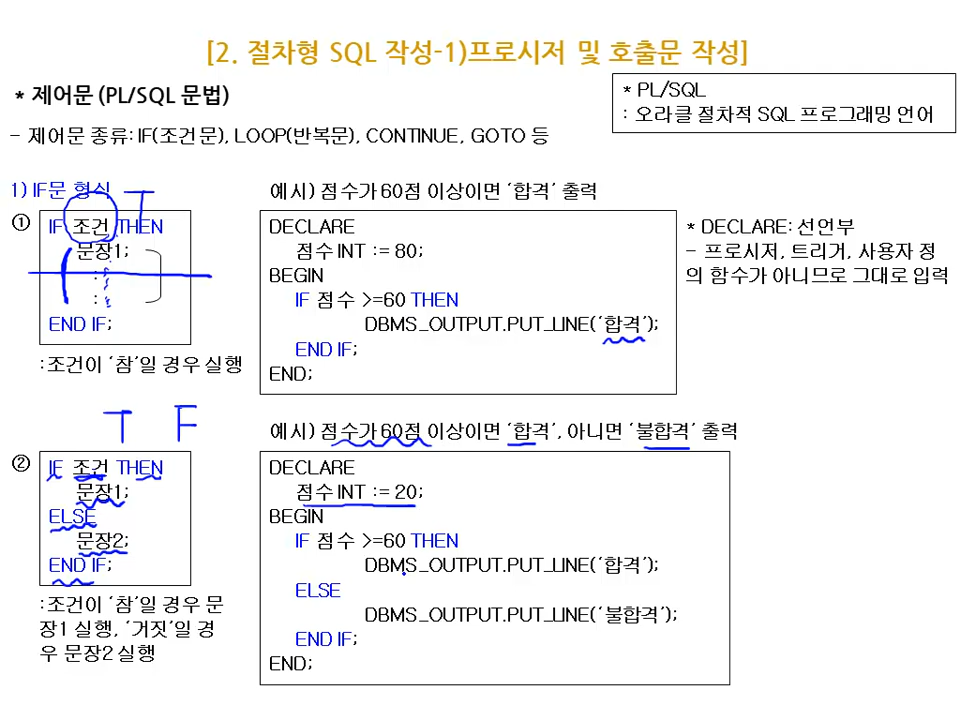 [2. 절차형 SQL 작성-1)프로시저 및 호출문 작성]
* 제어문 (PL/SQL 문법)
* PL/SQL
: 오라클 절차적 SQL 프로그래밍 언어
- 제어문 종류: IF(조건문), LOOP(반복문), CONTINUE, GOTO 등
1) IF문 형식
T
①
IF 조건 THEN
문장1;
:
:
END IF;
:조건이 '참'일 경우 실행
예시) 점수가 60점 이상이면 '합격' 출력
DECLARE
점수 INT := 80;
BEGIN
IF 점수 >=60 THEN
DBMS_OUTPUT.PUT_LINE('합격');
END IF;
END;
* DECLARE: 선언부
- 프로시저, 트리거, 사용자 정
의 함수가 아니므로 그대로 입력
T F
②
IF 조건 THEN
문장1;
ELSE
문장2;
END IF;
:조건이 '참'일 경우 문
장1 실행, '거짓'일 경
우 문장2 실행
예시) 점수가 60점 이상이면 '합격', 아니면 '불합격' 출력
DECLARE
점수 INT := 20;
BEGIN
IF 점수 >=60 THEN
DBMS_OUTPUT.PUT_LINE('합격');
ELSE
DBMS_OUTPUT.PUT_LINE('불합격');
END IF;
END;